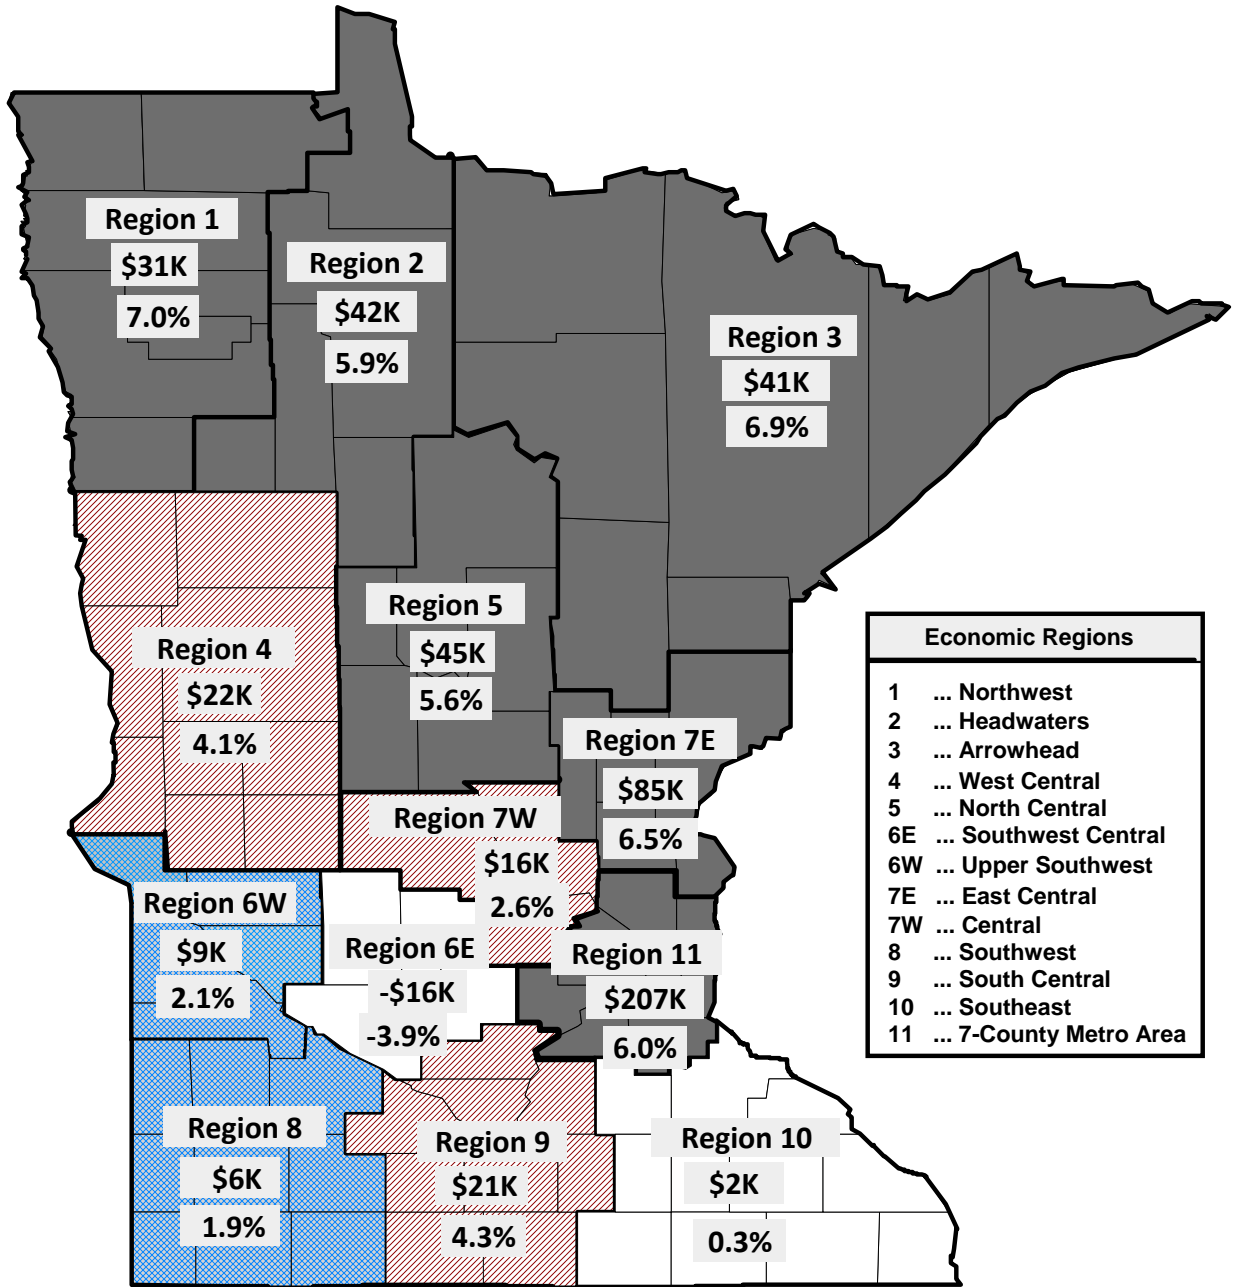 Region 1
$31K
7.0%
Region 2
$42K
5.9%
Region 3
$41K
6.9%
Region 4
$22K
4.1%
Region 5
$45K
5.6%
Region 7E
$85K
6.5%
Region 7W
$16K
2.6%
Region 6W
$9K
2.1%
Region 6E
-$16K
-3.9%
Region 11
$207K
6.0%
Region 8
$6K
1.9%
Region 9
$21K
4.3%
Region 10
$2K
0.3%
Economic Regions
1 ... Northwest
2 ... Headwaters
3 ... Arrowhead
4 ... West Central
5 ... North Central
6E ... Southwest Central
6W ... Upper Southwest
7E ... East Central
7W ... Central
8 ... Southwest
9 ... South Central
10 ... Southeast
11 ... 7-County Metro Area